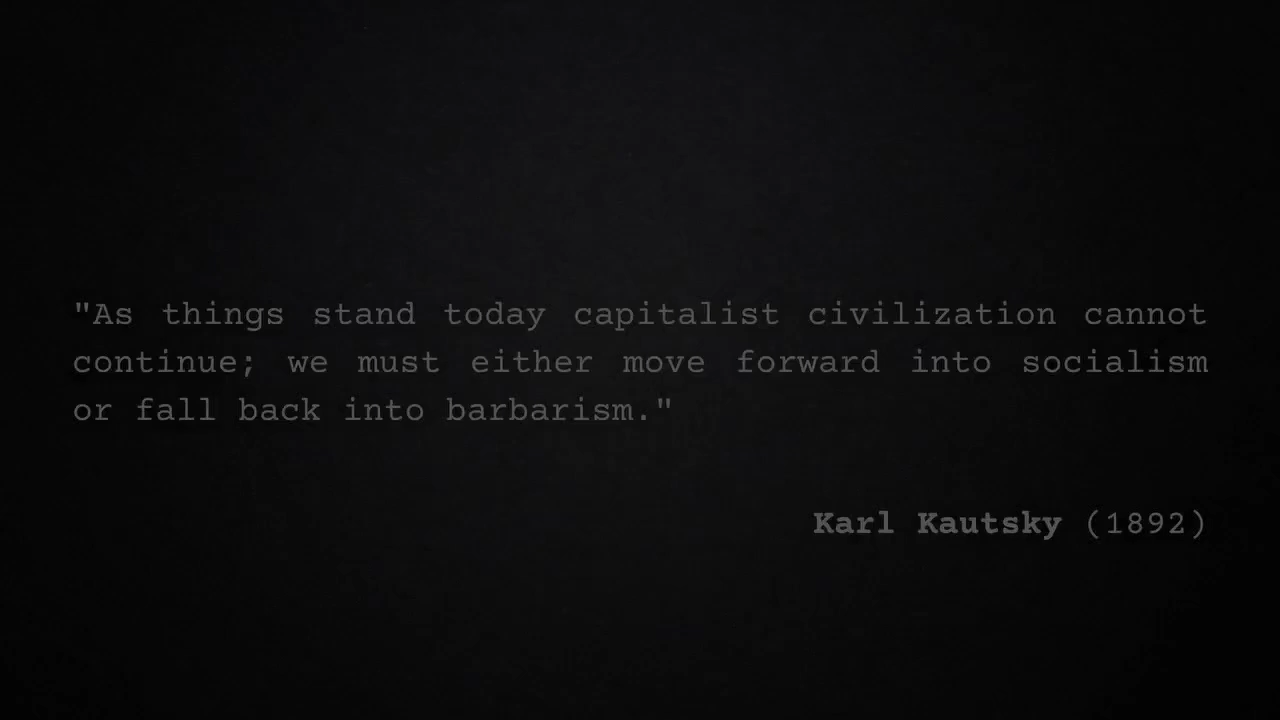 "As things stand today capitalist civilization cannot
continue; we must either move forward into socialism
or fall back into barbarism."
Karl Kautsky (1892)